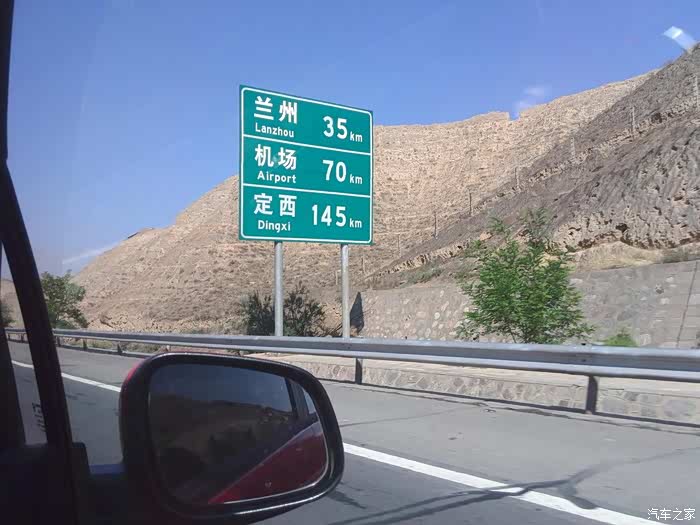 兰州 35 km
Lanzhou
机场 70 km
Airport
定西 145 km
Dingxi
汽车之家